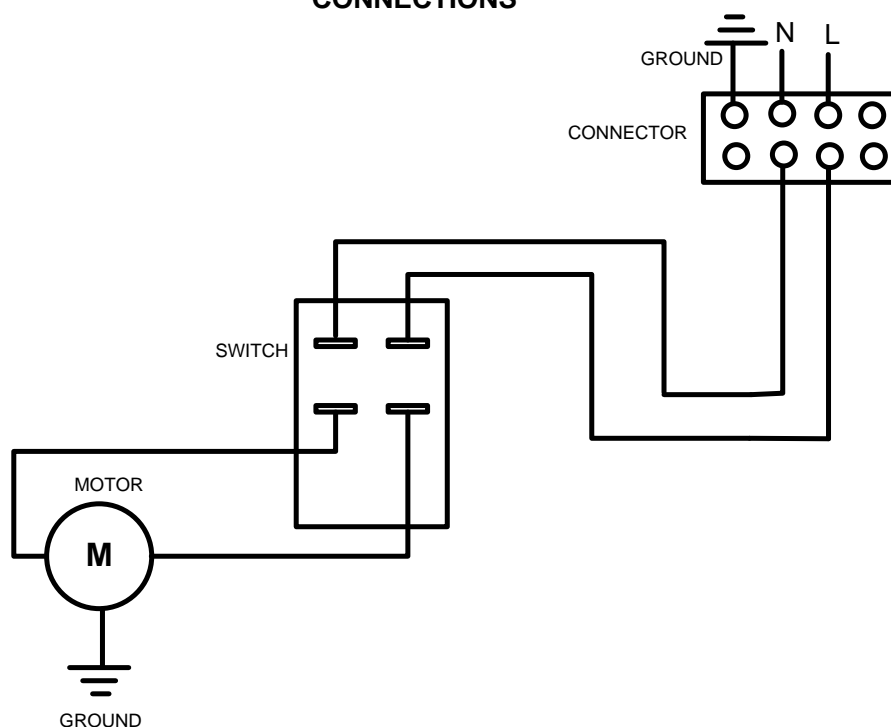 CONNECTIONS
N L
GROUND
CONNECTOR
SWITCH
MOTOR
M
GROUND